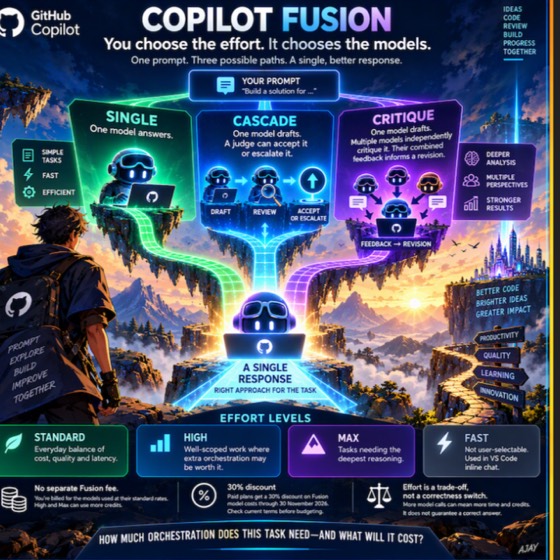 GitHub
Copilot
COPILOT FUSION
You choose the effort. It chooses the models.
One prompt. Three possible paths. A single, better response.
IDEAS
CODE
REVIEW
BUILD
PROGRESS
TOGETHER
YOUR PROMPT
"Build a solution for ..."
SINGLE
One model answers.
SIMPLE
TASKS
FAST
EFFICIENT
CASCADE
One model drafts.
A judge can accept it
or escalate it.
DRAFT
REVIEW
ACCEPT
OR ESCALATE
CRITIQUE
One model drafts.
Multiple models independently
critique it. Their combined
feedback informs a revision.
FEEDBACK → REVISION
DEEPER
ANALYSIS
MULTIPLE
PERSPECTIVES
STRONGER
RESULTS
PROMPT
EXPLORE
BUILD
IMPROVE
TOGETHER
BETTER CODE
BRIGHTER IDEAS
GREATER IMPACT
PRODUCTIVITY
QUALITY
LEARNING
INNOVATION
A SINGLE
RESPONSE
RIGHT APPROACH FOR THE TASK
EFFORT LEVELS
STANDARD
Everyday balance of
cost, quality and latency.
HIGH
Well-scoped work where
extra orchestration may
be worth it.
MAX
Tasks needing the
deepest reasoning.
FAST
Not user-selectable.
Used in VS Code
inline chat.
No separate Fusion fee.
You're billed for the models used at their standard rates.
High and Max can use more credits.
30% discount
Paid plans get a 30% discount on Fusion
model costs through 30 November 2026.
Check current terms before budgeting.
Effort is a trade-off,
not a correctness switch.
More model calls can mean more time and credits.
It does not guarantee a correct answer.
HOW MUCH ORCHESTRATION DOES THIS TASK NEED—AND WHAT WILL IT COST?
AJAY